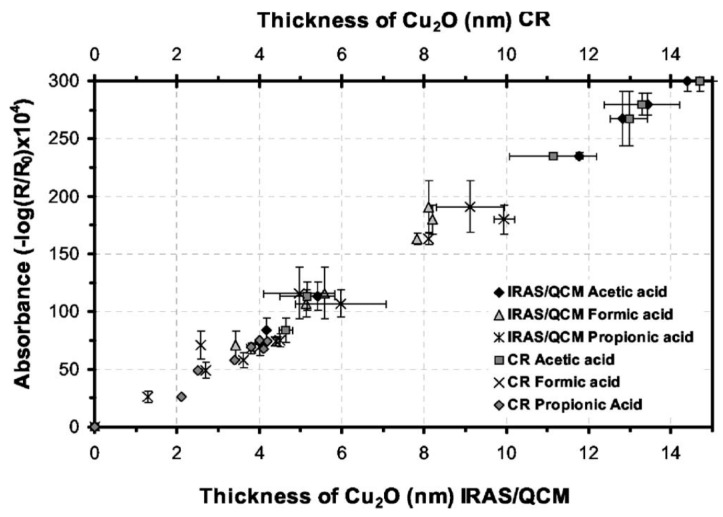 Thickness of Cu₂O (nm) CR
0 2 4 6 8 10 12 14
Absorbance (-log(R/R₀)x10⁴)
300
250
200
150
100
50
0
IRAS/QCM Acetic acid
IRAS/QCM Formic acid
IRAS/QCM Propionic acid
CR Acetic acid
CR Formic acid
CR Propionic Acid
0 2 4 6 8 10 12 14
Thickness of Cu₂O (nm) IRAS/QCM